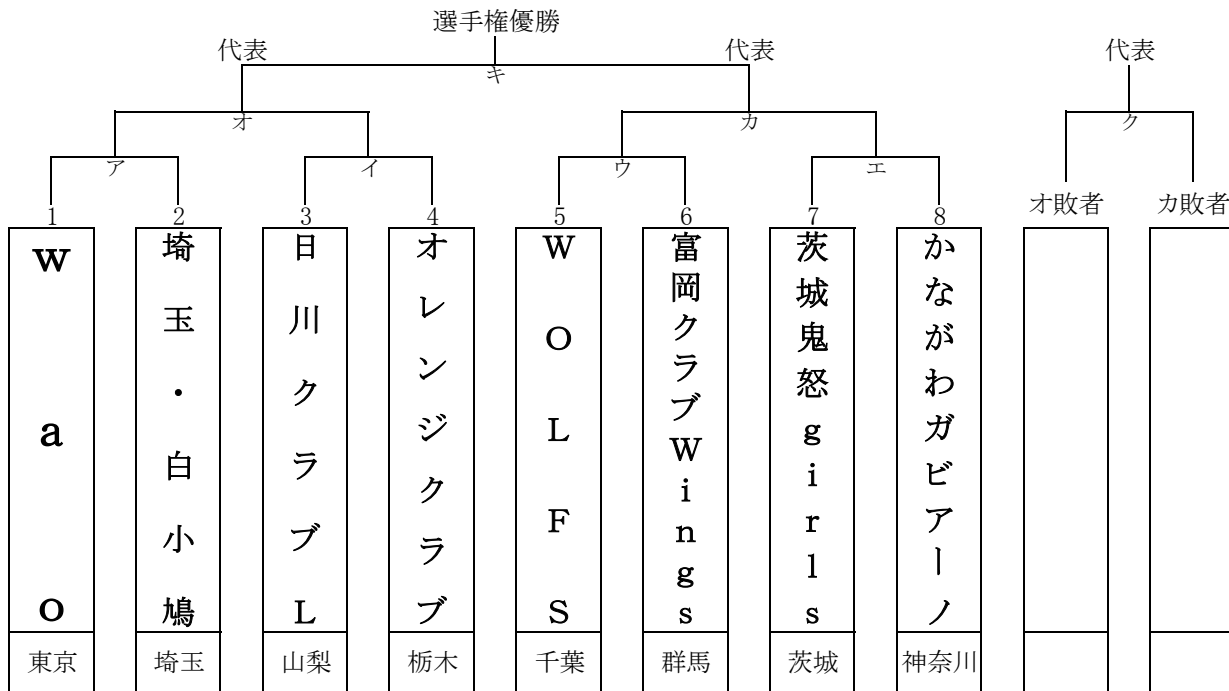 選手権優勝
代表 代表 代表
キ
オ カ ク
ア イ ウ エ
1 2 3 4 5 6 7 8 オ敗者 カ敗者
wao
埼玉・白小鳩
日川クラブL
オレンジクラブ
WOLFS
富岡クラブWings
茨城鬼怒girls
かながわガビアーノ
東京 埼玉 山梨 栃木 千葉 群馬 茨城 神奈川